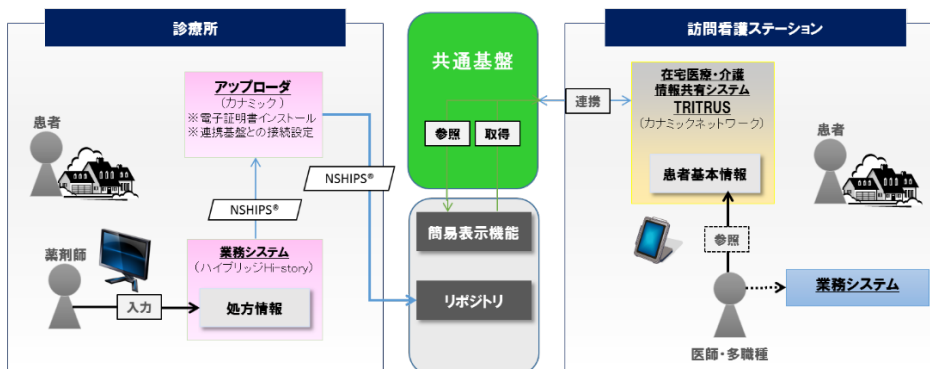 診療所
アップローダ
(カナミック)
※電子証明書インストール
※連携基盤との接続設定
患者
NSHIPS®
NSHIPS®
業務システム
(ハイブリッジHi-story)
処方情報
薬剤師
入力
共通基盤
参照
取得
簡易表示機能
リポジトリ
連携
訪問看護ステーション
在宅医療・介護
情報共有システム
TRITRUS
(カナミックネットワーク)
患者基本情報
患者
参照
業務システム
医師・多職種